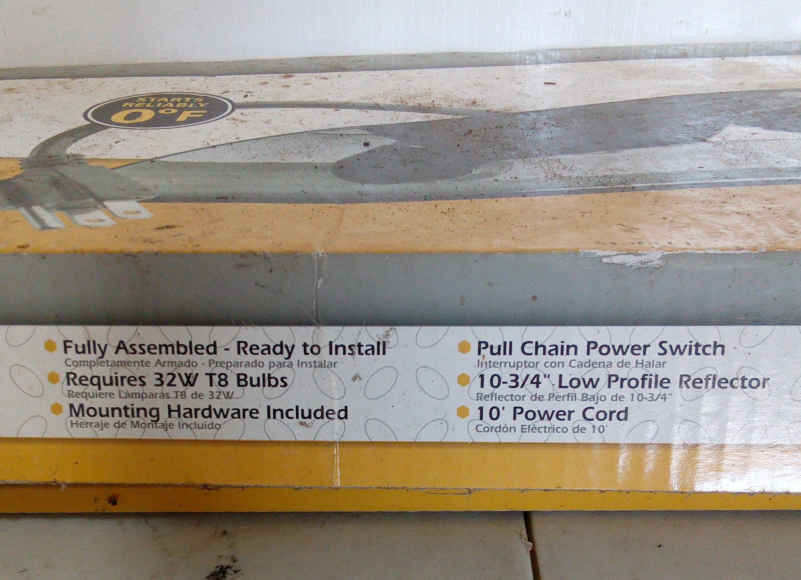 STARTS
RELIABLY
0°F
Fully Assembled - Ready to Install
Completamente Armado - Preparado para Instalar
Requires 32W T8 Bulbs
Requiere Lámparas T8 de 32W
Mounting Hardware Included
Herraje de Montaje Incluido
Pull Chain Power Switch
Interruptor con Cadena de Halar
10-3/4" Low Profile Reflector
Reflector de Perfil Bajo de 10-3/4"
10' Power Cord
Cordón Eléctrico de 10'